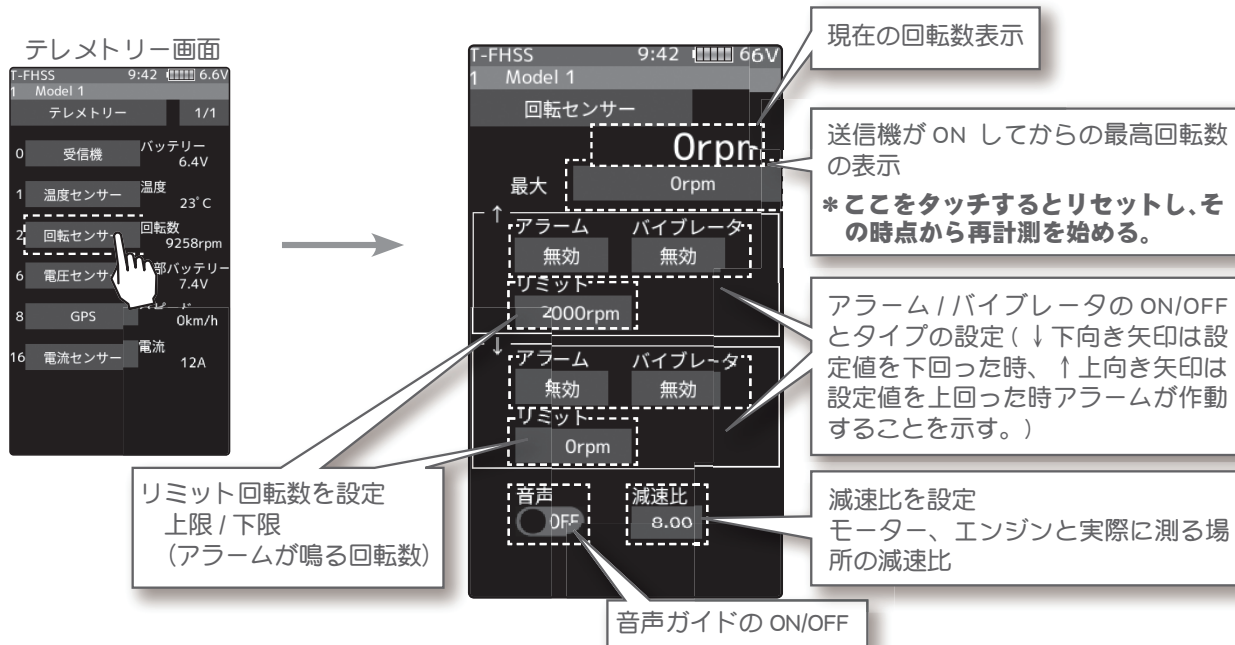 テレメトリー画面
T-FHSS 9:42 6.6V
1 Model 1
テレメトリー 1/1
0 受信機 バッテリー
6.4V
1 温度センサー 温度
23°C
2 回転センサー 回転数
9258rpm
6 電圧センサ 部バッテリー
7.4V
8 GPS
0km/h
16 電流センサー 電流
12A
T-FHSS 9:42 6.6V
1 Model 1
回転センサー
0rpm
最大 0rpm
↑
アラーム バイブレータ
無効 無効
リミット
2000rpm
↓
アラーム バイブレータ
無効 無効
リミット
0rpm
音声 減速比
OFF 8.00
現在の回転数表示
送信機が ON してからの最高回転数
の表示
＊ここをタッチするとリセットし、そ
の時点から再計測を始める。
アラーム / バイブレータの ON/OFF
とタイプの設定 ( ↓下向き矢印は設
定値を下回った時、↑上向き矢印は
設定値を上回った時アラームが作動
することを示す。)
減速比を設定
モーター、エンジンと実際に測る場
所の減速比
リミット回転数を設定
上限 / 下限
（アラームが鳴る回転数）
音声ガイドの ON/OFF